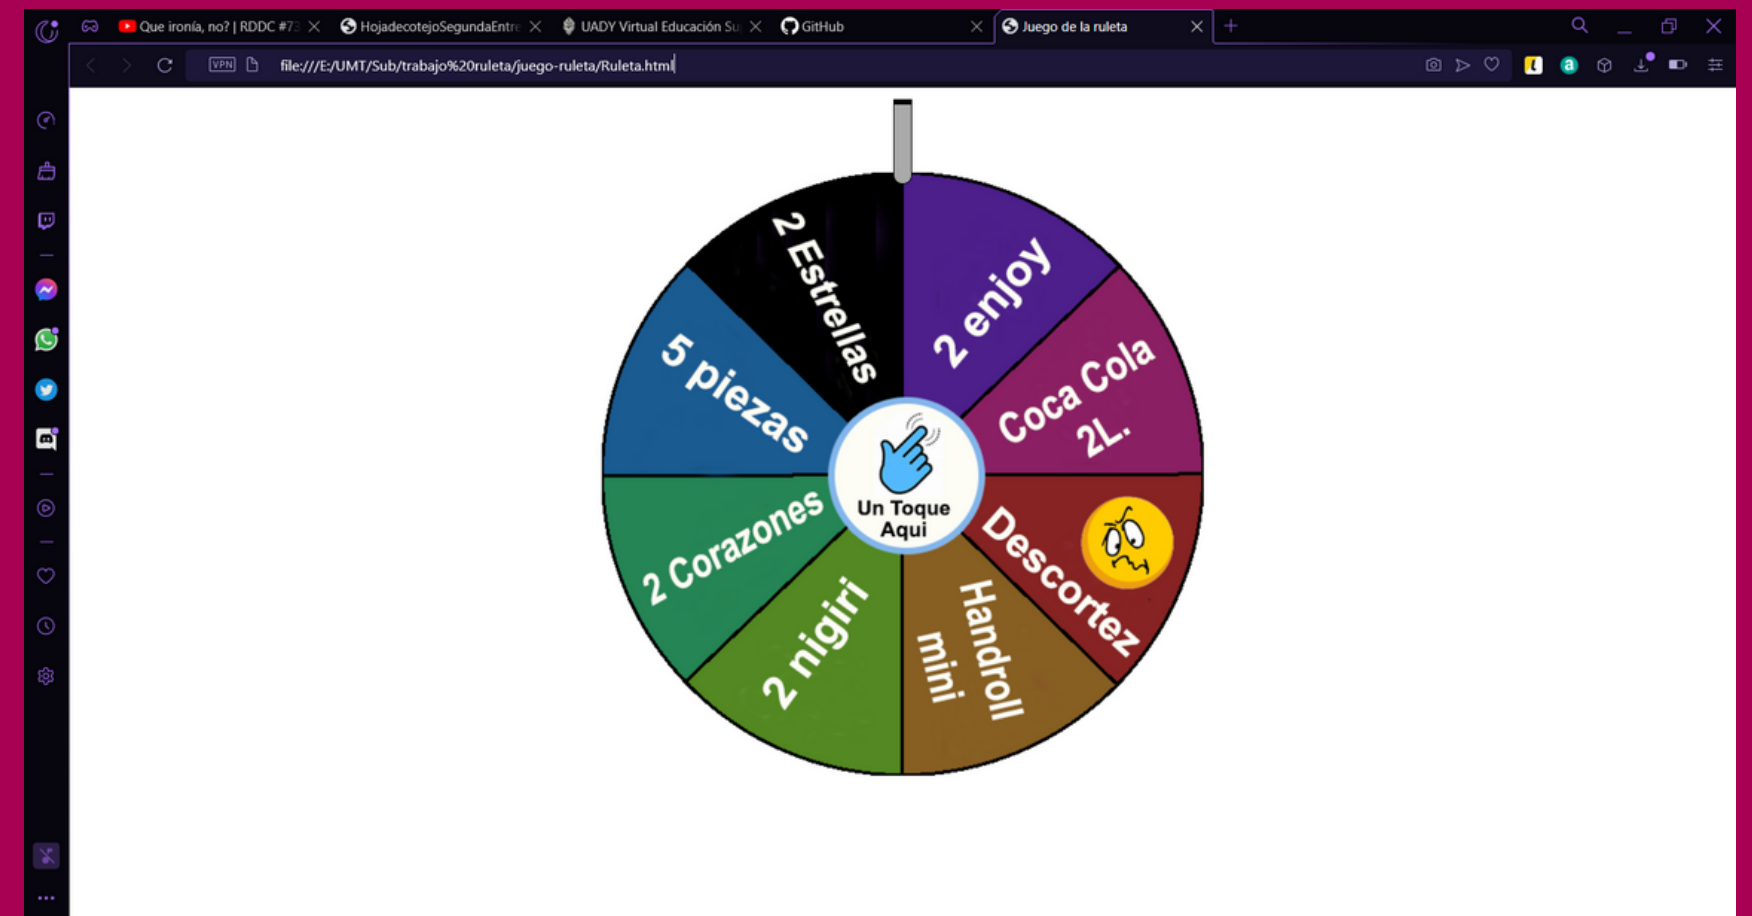 Que ironía, no? | RDDC #73
HojadecotejoSegundaEntre
UADY Virtual Educación Su
GitHub
Juego de la ruleta
VPN
file:///E:/UMT/Sub/trabajo%20ruleta/juego-ruleta/Ruleta.html
2 Estrellas
2 enjoy
5 piezas
Coca Cola
2L.
Un Toque
Aqui
2 Corazones
Descortez
2 nigiri
Handroll
mini